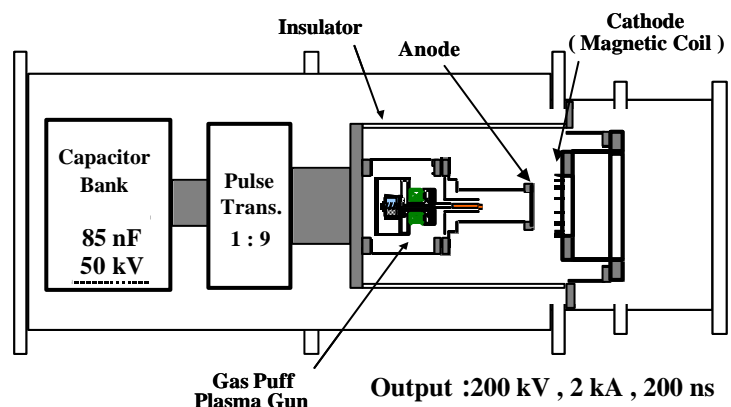 Cathode
( Magnetic Coil )
Insulator
Anode
Capacitor
Bank
85 nF
50 kV
Pulse
Trans.
1 : 9
Gas Puff
Plasma Gun
Output :200 kV , 2 kA , 200 ns